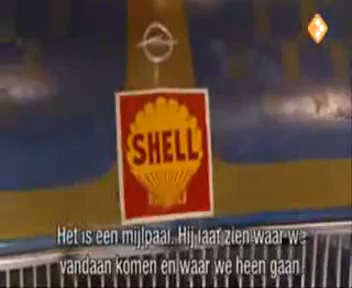 SHELL
Het is een mijlpaal. Hij laat zien waar we
vandaan komen en waar we heen gaan